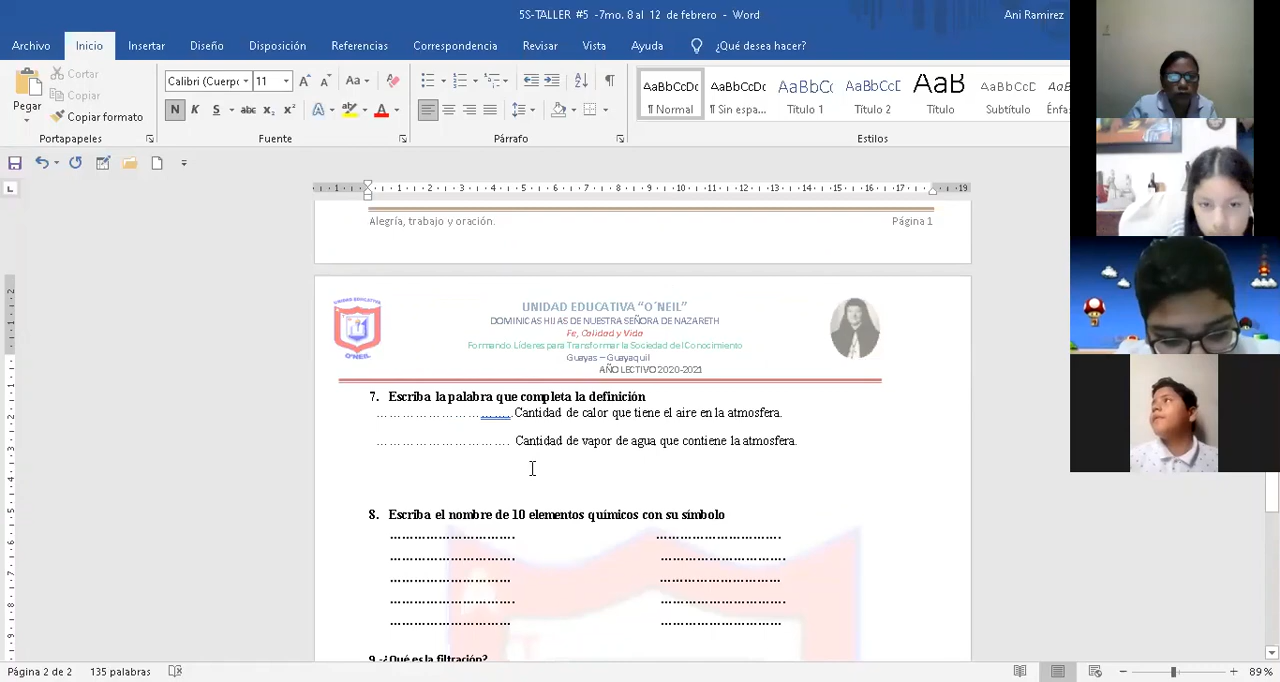 5S-TALLER #5 -7mo. 8 al 12 de febrero - Word
Ani Ramirez
Archivo Inicio Insertar Diseño Disposición Referencias Correspondencia Revisar Vista Ayuda ¿Qué desea hacer?
Pegar
Cortar
Copiar
Copiar formato
Portapapeles
Calibri (Cuerpo 11
Fuente
Párrafo
AaBbCcDc AaBbCcDc AaBbCc AaBbCcD AaB AaBbCcD
¶ Normal ¶ Sin espa... Título 1 Título 2 Título Subtítulo Énfas
Estilos
Alegría, trabajo y oración. Página 1
UNIDAD EDUCATIVA
O´NEIL
UNIDAD EDUCATIVA “O´NEIL”
DOMINICAS HIJAS DE NUESTRA SEÑORA DE NAZARETH
Fe, Calidad y Vida
Formando Líderes para Transformar la Sociedad del Conocimiento
Guayas – Guayaquil
AÑO LECTIVO 2020-2021
7. Escriba la palabra que completa la definición
…………………………….Cantidad de calor que tiene el aire en la atmosfera.
…………………………. Cantidad de vapor de agua que contiene la atmosfera.
8. Escriba el nombre de 10 elementos químicos con su símbolo
…………………………. ………………………….
…………………………. ………………………….
………………………… …………………………
…………………………. ………………………….
………………………… …………………………
9.-¿Qué es la filtración?
Página 2 de 2 135 palabras 89%